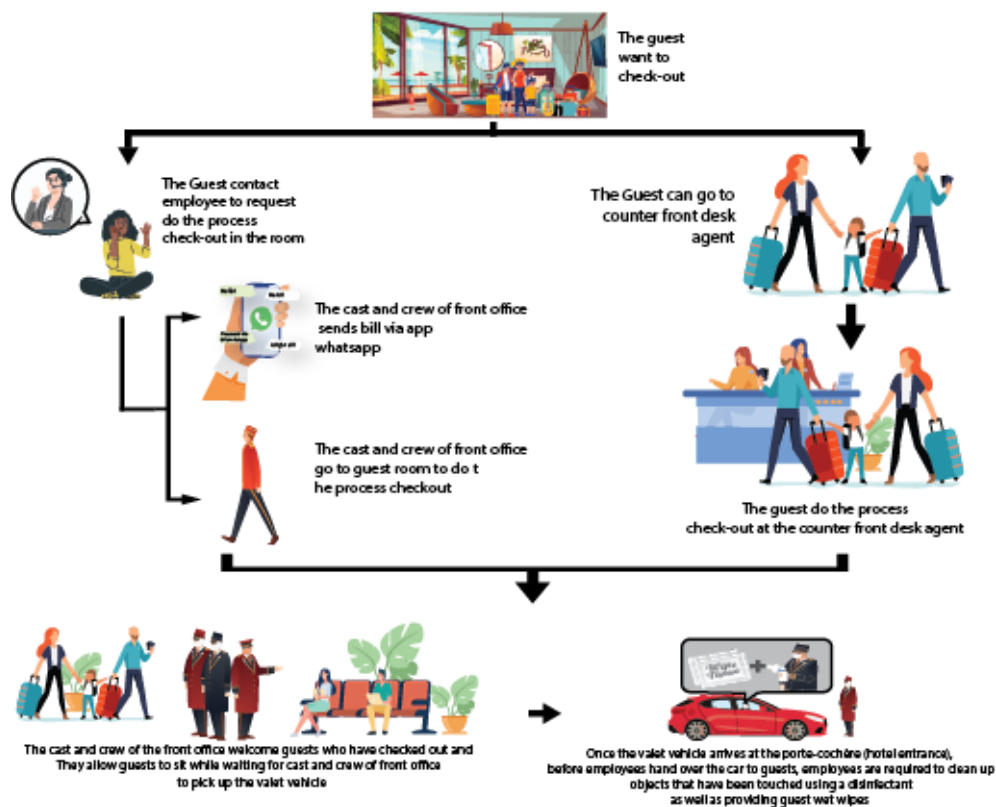 The guest
want to
check-out
The Guest contact
employee to request
do the process
check-out in the room
The Guest can go to
counter front desk
agent
The cast and crew of front office
sends bill via app
whatsapp
The cast and crew of front office
go to guest room to do t
he process checkout
The guest do the process
check-out at the counter front desk agent
The cast and crew of the front office welcome guests who have checked out and
They allow guests to sit while waiting for cast and crew of front office
to pick up the valet vehicle
Once the valet vehicle arrives at the porte-cochère (hotel entrance),
before employees hand over the car to guests, employees are required to clean up
objects that have been touched using a disinfectant
as well as providing guest wet wipes